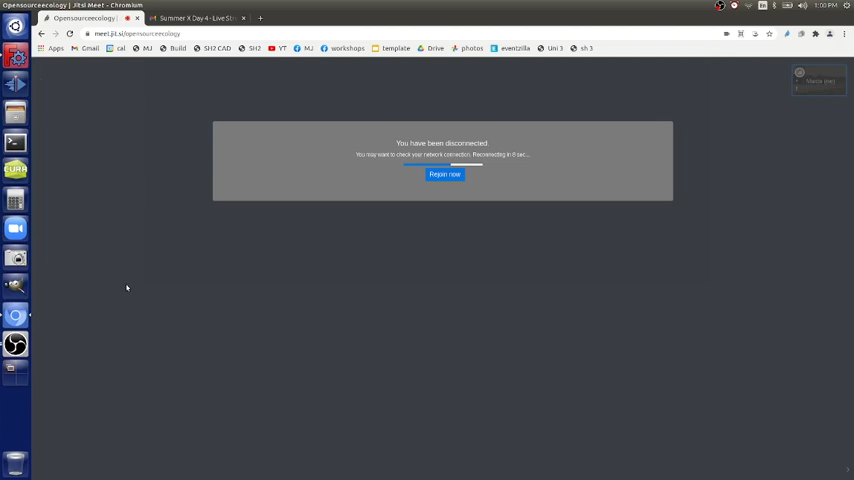 Opensourceecology | Jitsi Meet - Chromium
1:00 PM
Opensourceecology |
Summer X Day 4 - Live St
meet.jit.si/opensourceecology
Apps
Gmail
cal
MJ
Build
SH2 CAD
SH2
YT
MJ
workshops
template
Drive
photos
eventzilla
Uni 3
sh 3
En
CURA
You have been disconnected.
You may want to check your network connection. Reconnecting in 6 sec...
Rejoin now